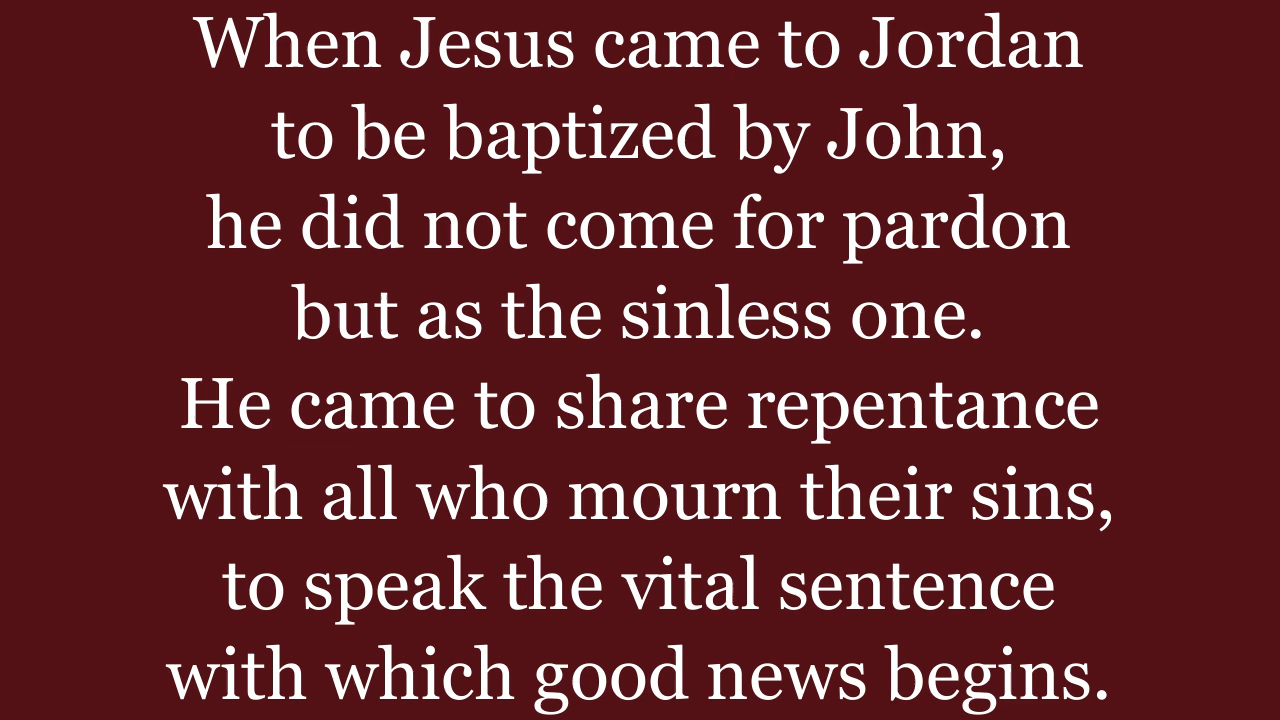 When Jesus came to Jordan
to be baptized by John,
he did not come for pardon
but as the sinless one.
He came to share repentance
with all who mourn their sins,
to speak the vital sentence
with which good news begins.